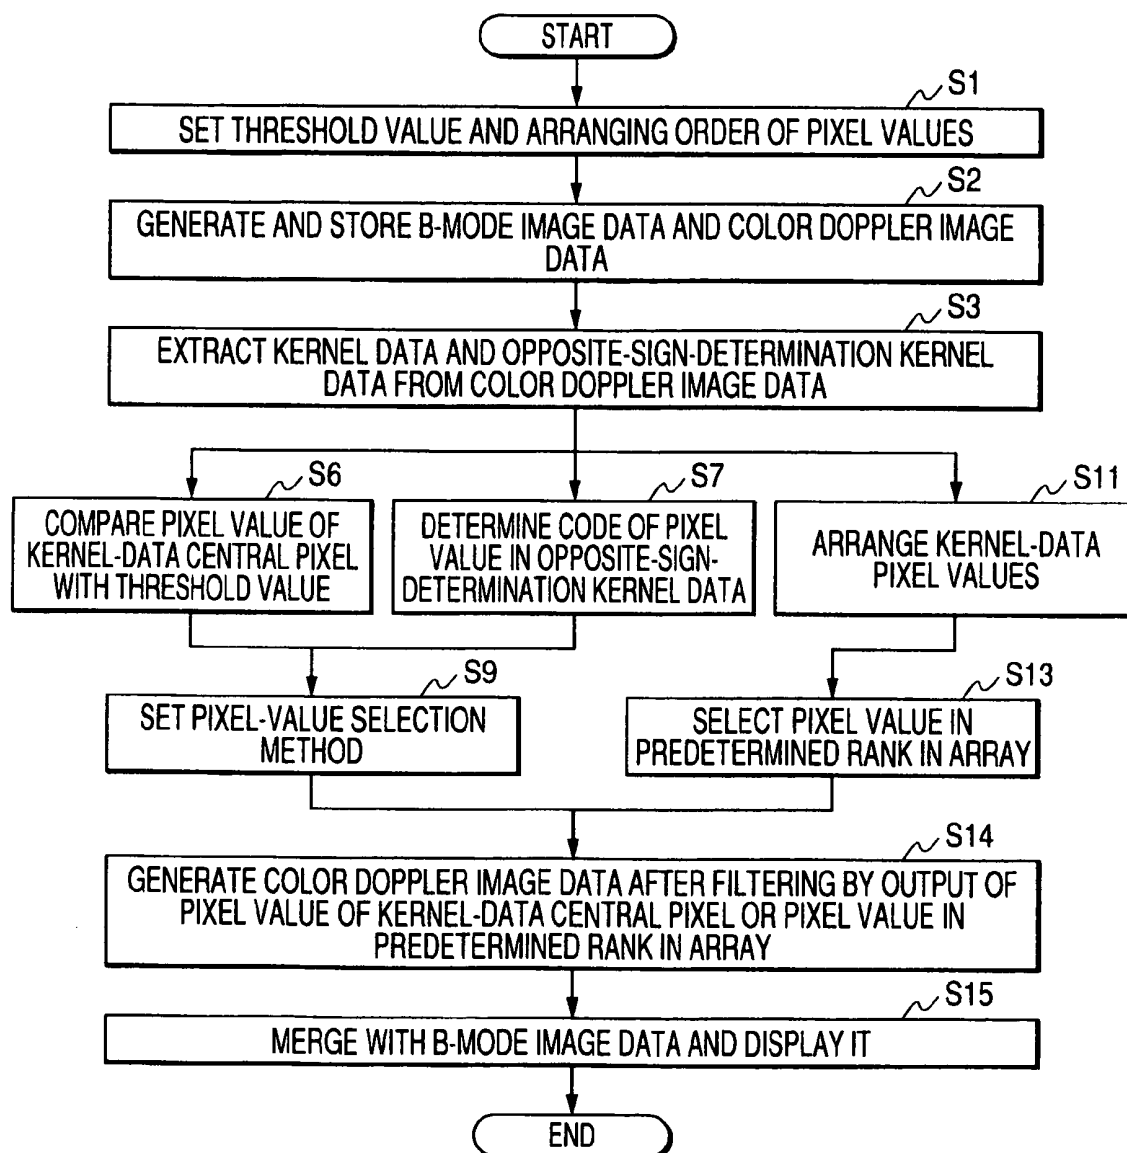 START
S1
SET THRESHOLD VALUE AND ARRANGING ORDER OF PIXEL VALUES
S2
GENERATE AND STORE B-MODE IMAGE DATA AND COLOR DOPPLER IMAGE
DATA
S3
EXTRACT KERNEL DATA AND OPPOSITE-SIGN-DETERMINATION KERNEL
DATA FROM COLOR DOPPLER IMAGE DATA
S6
COMPARE PIXEL VALUE OF
KERNEL-DATA CENTRAL PIXEL
WITH THRESHOLD VALUE
S7
DETERMINE CODE OF PIXEL
VALUE IN OPPOSITE-SIGN-
DETERMINATION KERNEL DATA
S11
ARRANGE KERNEL-DATA
PIXEL VALUES
S9
SET PIXEL-VALUE SELECTION
METHOD
S13
SELECT PIXEL VALUE IN
PREDETERMINED RANK IN ARRAY
S14
GENERATE COLOR DOPPLER IMAGE DATA AFTER FILTERING BY OUTPUT OF
PIXEL VALUE OF KERNEL-DATA CENTRAL PIXEL OR PIXEL VALUE IN
PREDETERMINED RANK IN ARRAY
S15
MERGE WITH B-MODE IMAGE DATA AND DISPLAY IT
END